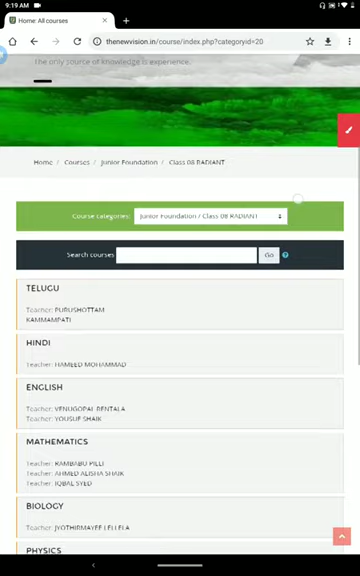 9:19 AM
Home: All courses
thenewvision.in/course/index.php?categoryid=20
The only source of knowledge is experience.
Home / Courses / Junior Foundation / Class 08 RADIANT
Course categories: Junior Foundation / Class 08 RADIANT
Search courses Go
TELUGU
Teacher: PURUSHOTTAM
KAMMAMPATI
HINDI
Teacher: HAMEED MOHAMMAD
ENGLISH
Teacher: VENUGOPAL RENTALA
Teacher: YOUSUF SHAIK
MATHEMATICS
Teacher: RAMBABU PILLI
Teacher: AHMED ALISHA SHAIK
Teacher: IQBAL SYED
BIOLOGY
Teacher: JYOTHIRMAYEE LELLELA
PHYSICS